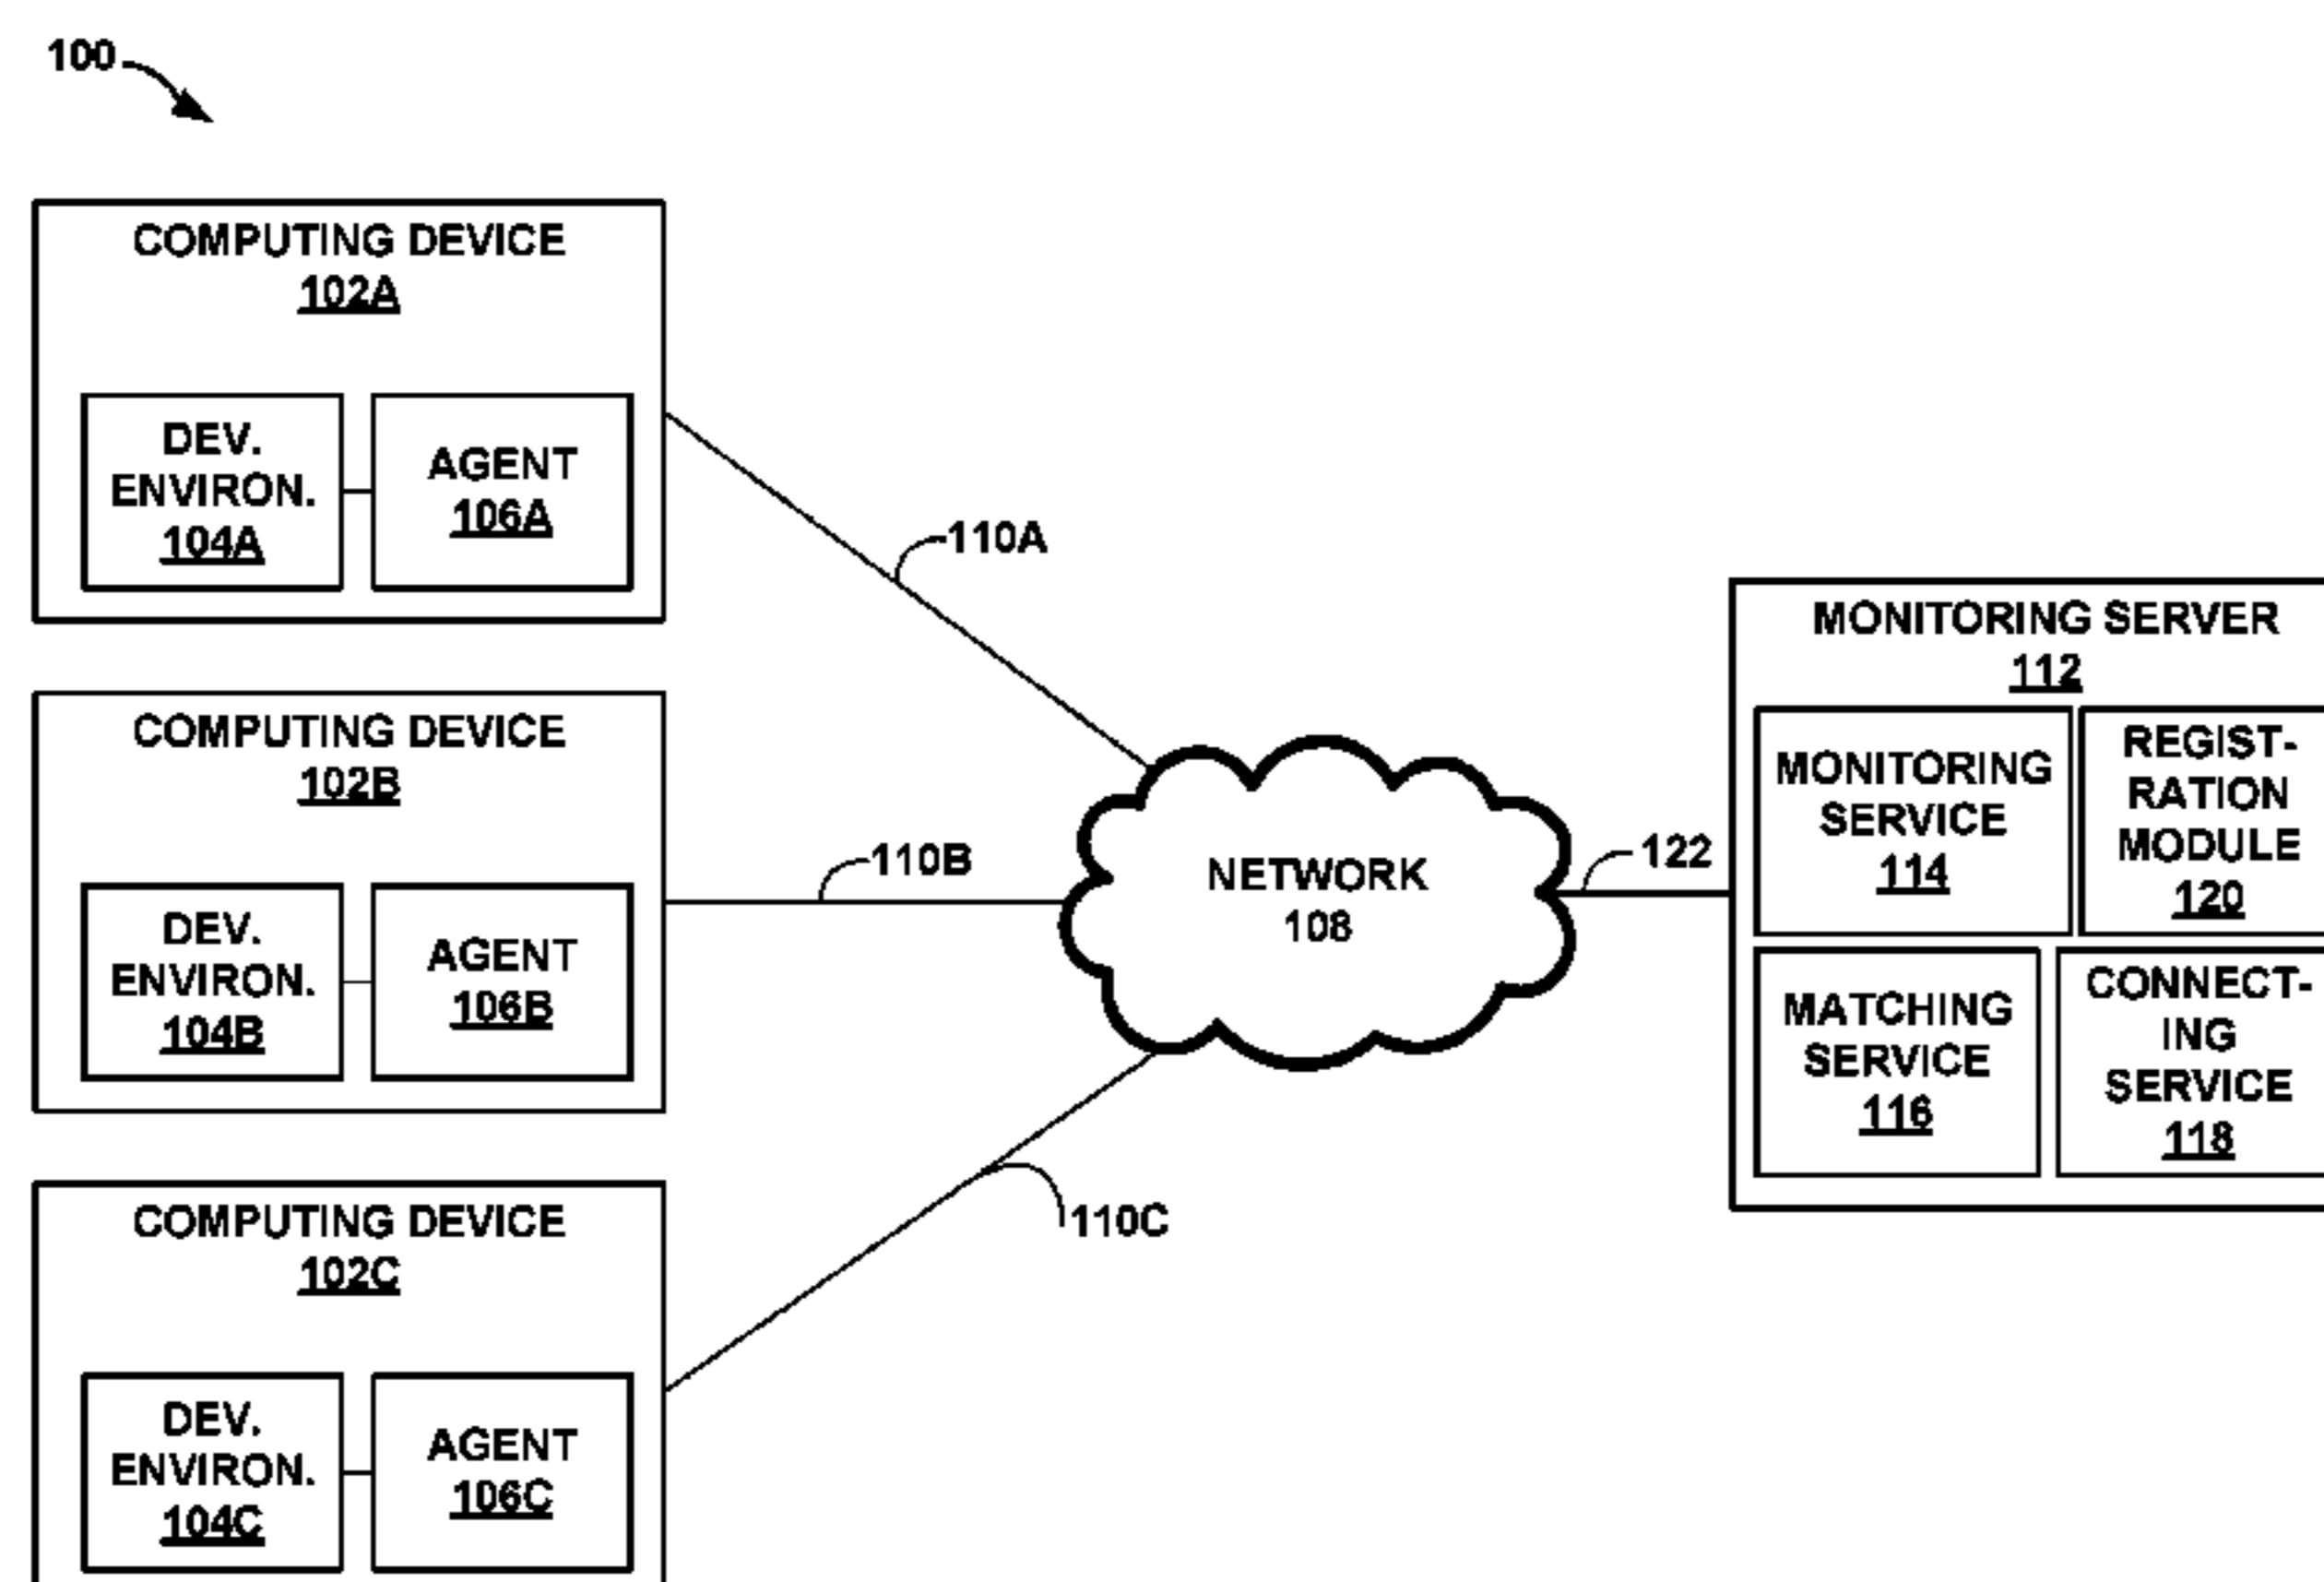 100
COMPUTING DEVICE
102A
DEV.
ENVIRON.
104A
AGENT
106A
110A
COMPUTING DEVICE
102B
DEV.
ENVIRON.
104B
AGENT
106B
110B
COMPUTING DEVICE
102C
DEV.
ENVIRON.
104C
AGENT
106C
110C
NETWORK
108
122
MONITORING SERVER
112
MONITORING
SERVICE
114
REGIST-
RATION
MODULE
120
MATCHING
SERVICE
116
CONNECT-
ING
SERVICE
118